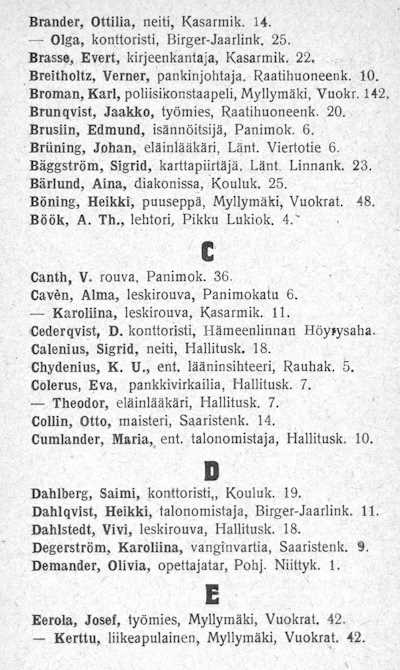 Brander, Ottilia, neiti, Kasarmik. 14.
— Olga, konttoristi, Birger-Jaarlink. 25.
Brasse, Evert, kirjeenkantaja, Kasarmik. 22.
Breitholtz, Verner, pankinjohtaja, Raatihuoneenk. 10.
Broman, Karl, poliisikonstaapeli, Myllymäki, Vuokr. 142.
Brunqvist, Jaakko, työmies, Raatihuoneenk. 20.
Brusiin, Edmund, isännöitsijä, Panimok. 6.
Brüning, Johan, eläinlääkäri, Länt. Viertotie 6.
Bäggström, Sigrid, karttapiirtäjä, Länt. Linnank. 23.
Bärlund, Aina, diakonissa, Kouluk. 25.
Böning, Heikki, puuseppä, Myllymäki, Vuokrat. 48.
Böök, A. Th., lehtori, Pikku Lukiok. 4.
C
Canth, V. rouva, Panimok. 36.
Cavèn, Alma, leskirouva, Panimokatu 6.
— Karoliina, leskirouva, Kasarmik. 11.
Cederqvist, D. konttoristi, Hämeenlinnan Höyrysaha.
Calenius, Sigrid, neiti, Hallitusk. 18.
Chydenius, K. U., ent. lääninsihteeri, Rauhak. 5.
Colerus, Eva, pankkivirkailia, Hallitusk. 7.
— Theodor, eläinlääkäri, Hallitusk. 7.
Collin, Otto, maisteri, Saaristenk. 14.
Cumlander, Maria, ent. talonomistaja, Hallitusk. 10.
D
Dahlberg, Saimi, konttoristi,, Kouluk. 19.
Dahlqvist, Heikki, talonomistaja, Birger-Jaarlink. 11.
Dahlstedt, Vivi, leskirouva, Hallitusk. 18.
Degerström, Karoliina, vanginvartia, Saaristenk. 9.
Demander, Olivia, opettajatar, Pohj. Niittyk. 1.
E
Eerola, Josef, työmies, Myllymäki, Vuokrat. 42.
— Kerttu, liikeapulainen, Myllymäki, Vuokrat. 42.